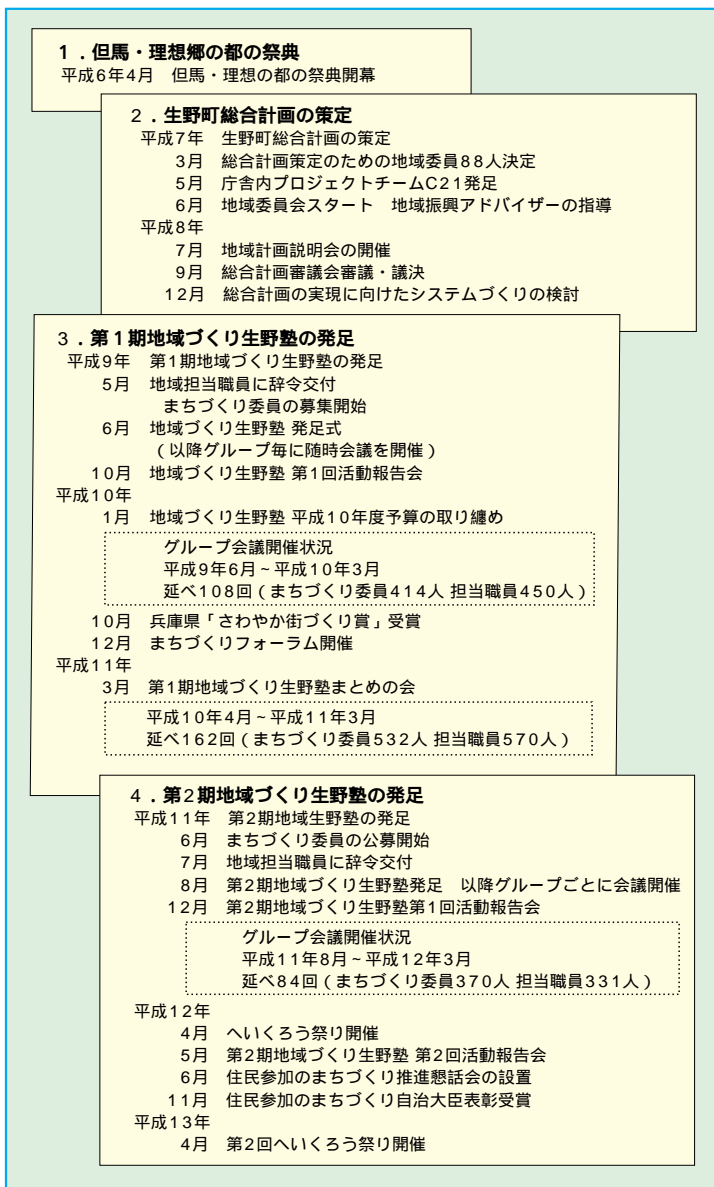 1．但馬・理想郷の都の祭典
平成6年4月　但馬・理想の都の祭典開幕
2．生野町総合計画の策定
平成7年　生野町総合計画の策定
3月　総合計画策定のための地域委員88人決定
5月　庁舎内プロジェクトチームC21発足
6月　地域委員会スタート　地域振興アドバイザーの指導
平成8年
7月　地域計画説明会の開催
9月　総合計画審議会審議・議決
12月　総合計画の実現に向けたシステムづくりの検討
3．第1期地域づくり生野塾の発足
平成9年　第1期地域づくり生野塾の発足
5月　地域担当職員に辞令交付
まちづくり委員の募集開始
6月　地域づくり生野塾 発足式
（以降グループ毎に随時会議を開催）
10月　地域づくり生野塾 第1回活動報告会
平成10年
1月　地域づくり生野塾 平成10年度予算の取り纏め
グループ会議開催状況
平成9年6月~平成10年3月
延べ108回（まちづくり委員414人 担当職員450人）
10月　兵庫県「さわやか街づくり賞」受賞
12月　まちづくりフォーラム開催
平成11年
3月　第1期地域づくり生野塾まとめの会
平成10年4月~平成11年3月
延べ162回（まちづくり委員532人 担当職員570人）
4．第2期地域づくり生野塾の発足
平成11年　第2期地域生野塾の発足
6月　まちづくり委員の公募開始
7月　地域担当職員に辞令交付
8月　第2期地域づくり生野塾発足　以降グループごとに会議開催
12月　第2期地域づくり生野塾第1回活動報告会
グループ会議開催状況
平成11年8月~平成12年3月
延べ84回（まちづくり委員370人 担当職員331人）
平成12年
4月　へいくろう祭り開催
5月　第2期地域づくり生野塾 第2回活動報告会
6月　住民参加のまちづくり推進懇話会の設置
11月　住民参加のまちづくり自治大臣表彰受賞
平成13年
4月　第2回へいくろう祭り開催